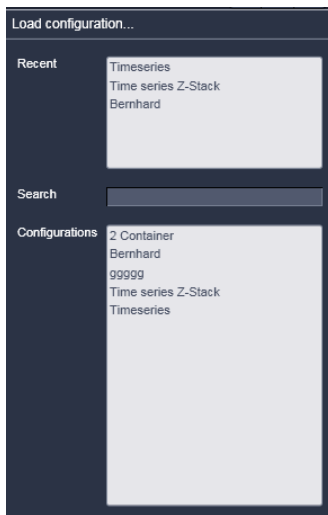 Load configuration...
Recent
Timeseries
Time series Z-Stack
Bernhard
Search
Configurations
2 Container
Bernhard
ggggg
Time series Z-Stack
Timeseries